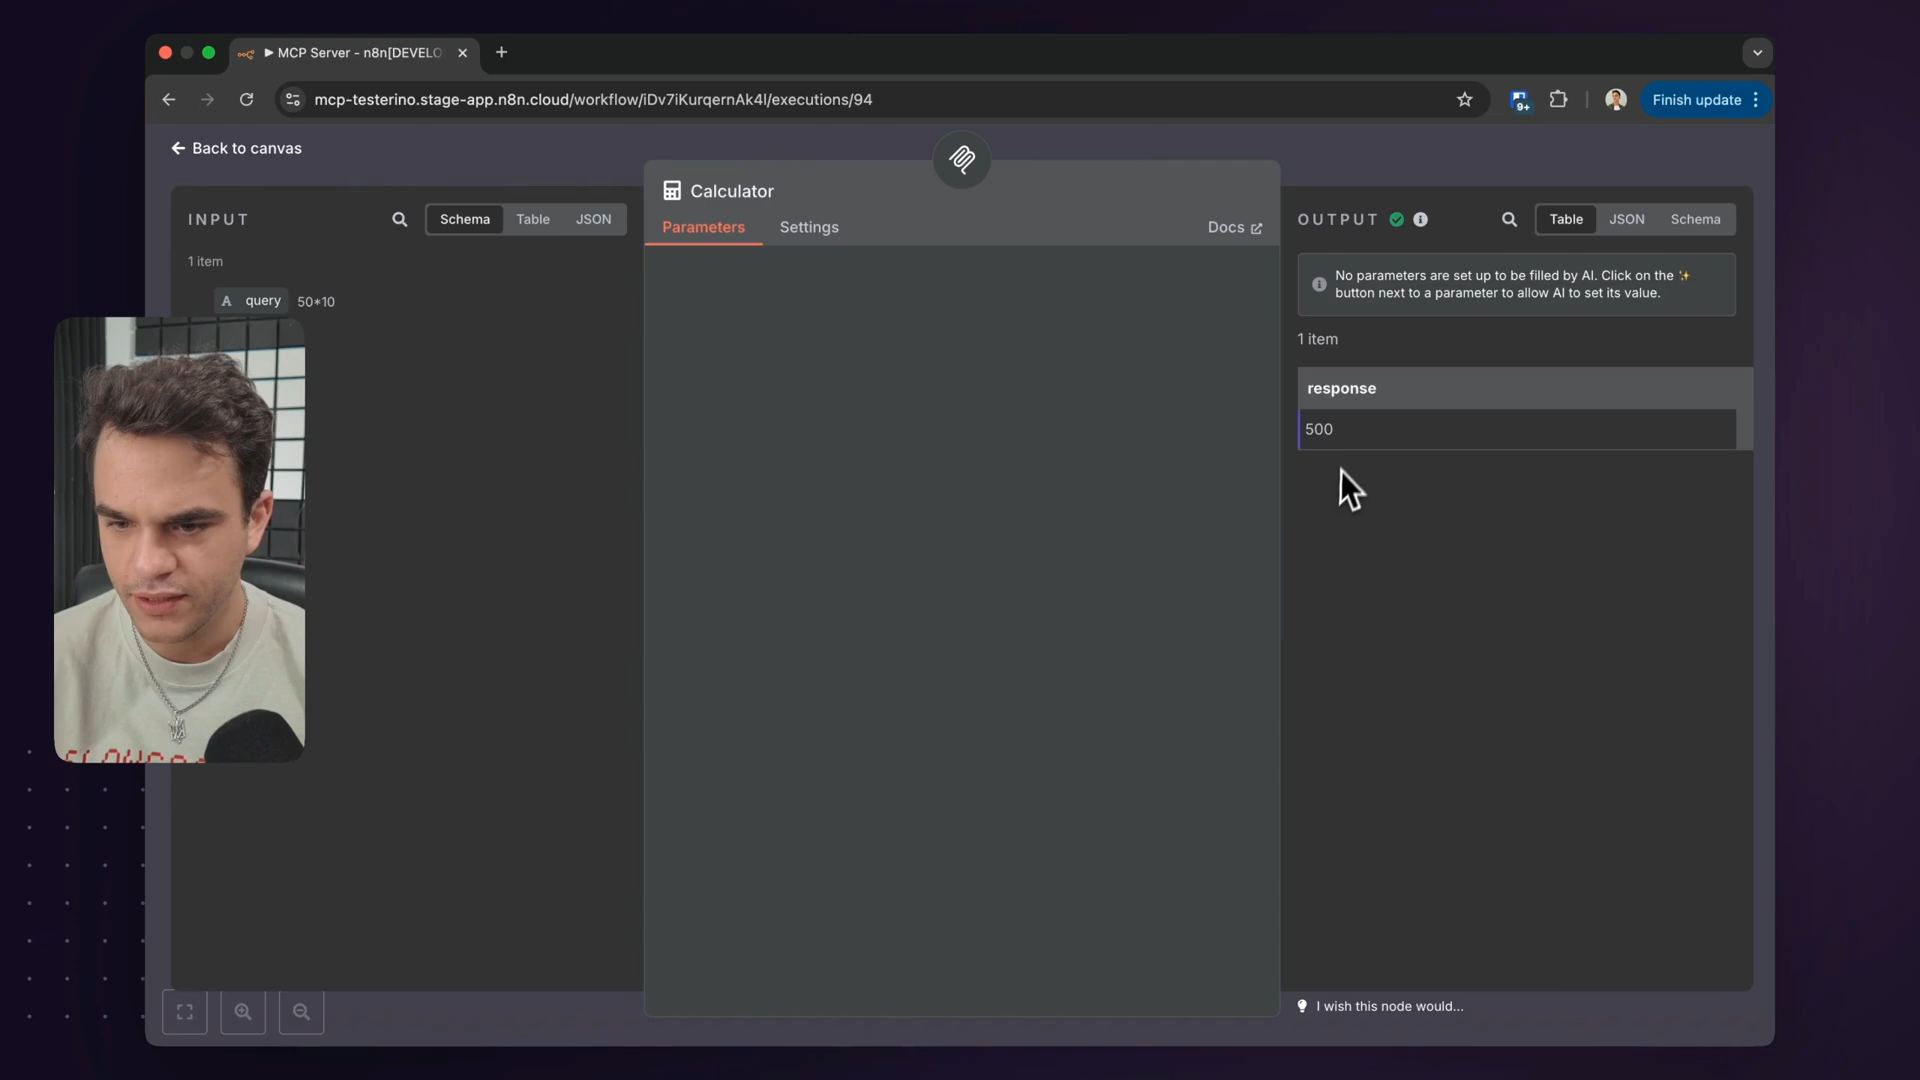 MCP Server - n8n[DEVELO
mcp-testerino.stage-app.n8n.cloud/workflow/iDv7iKurqernAk4l/executions/94
9+
Finish update
Back to canvas
INPUT
Schema
Table
JSON
1 item
A query 50*10
Calculator
Parameters
Settings
Docs
OUTPUT
Table
JSON
Schema
No parameters are set up to be filled by AI. Click on the ✨
button next to a parameter to allow AI to set its value.
1 item
response
500
I wish this node would...